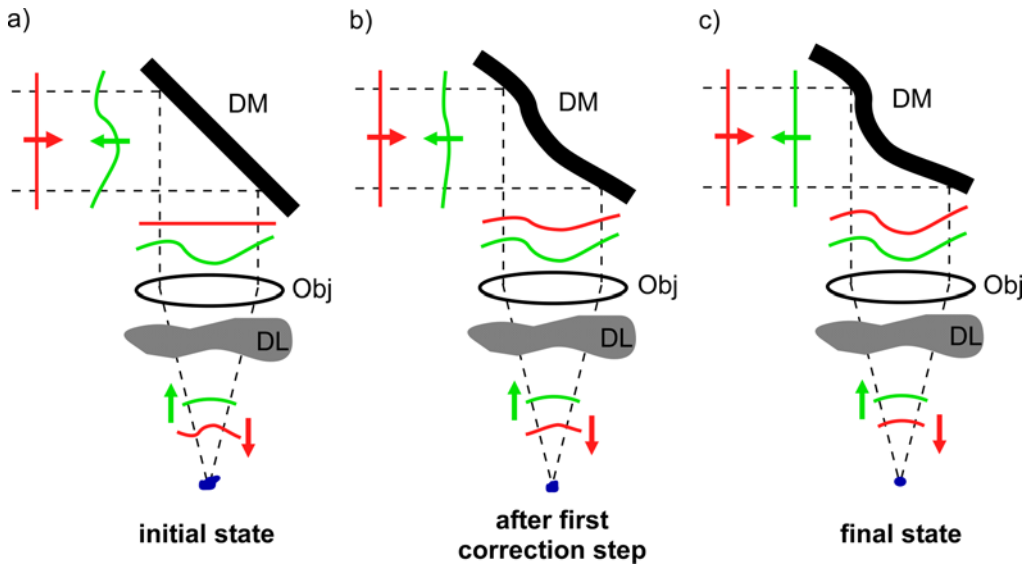 a)
DM
Obj
DL
initial state
b)
DM
Obj
DL
after first
correction step
c)
DM
Obj
DL
final state